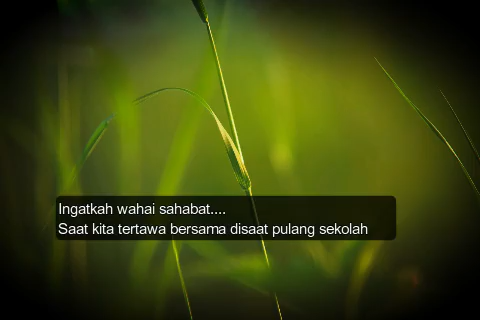 Ingatkah wahai sahabat....
Saat kita tertawa bersama disaat pulang sekolah